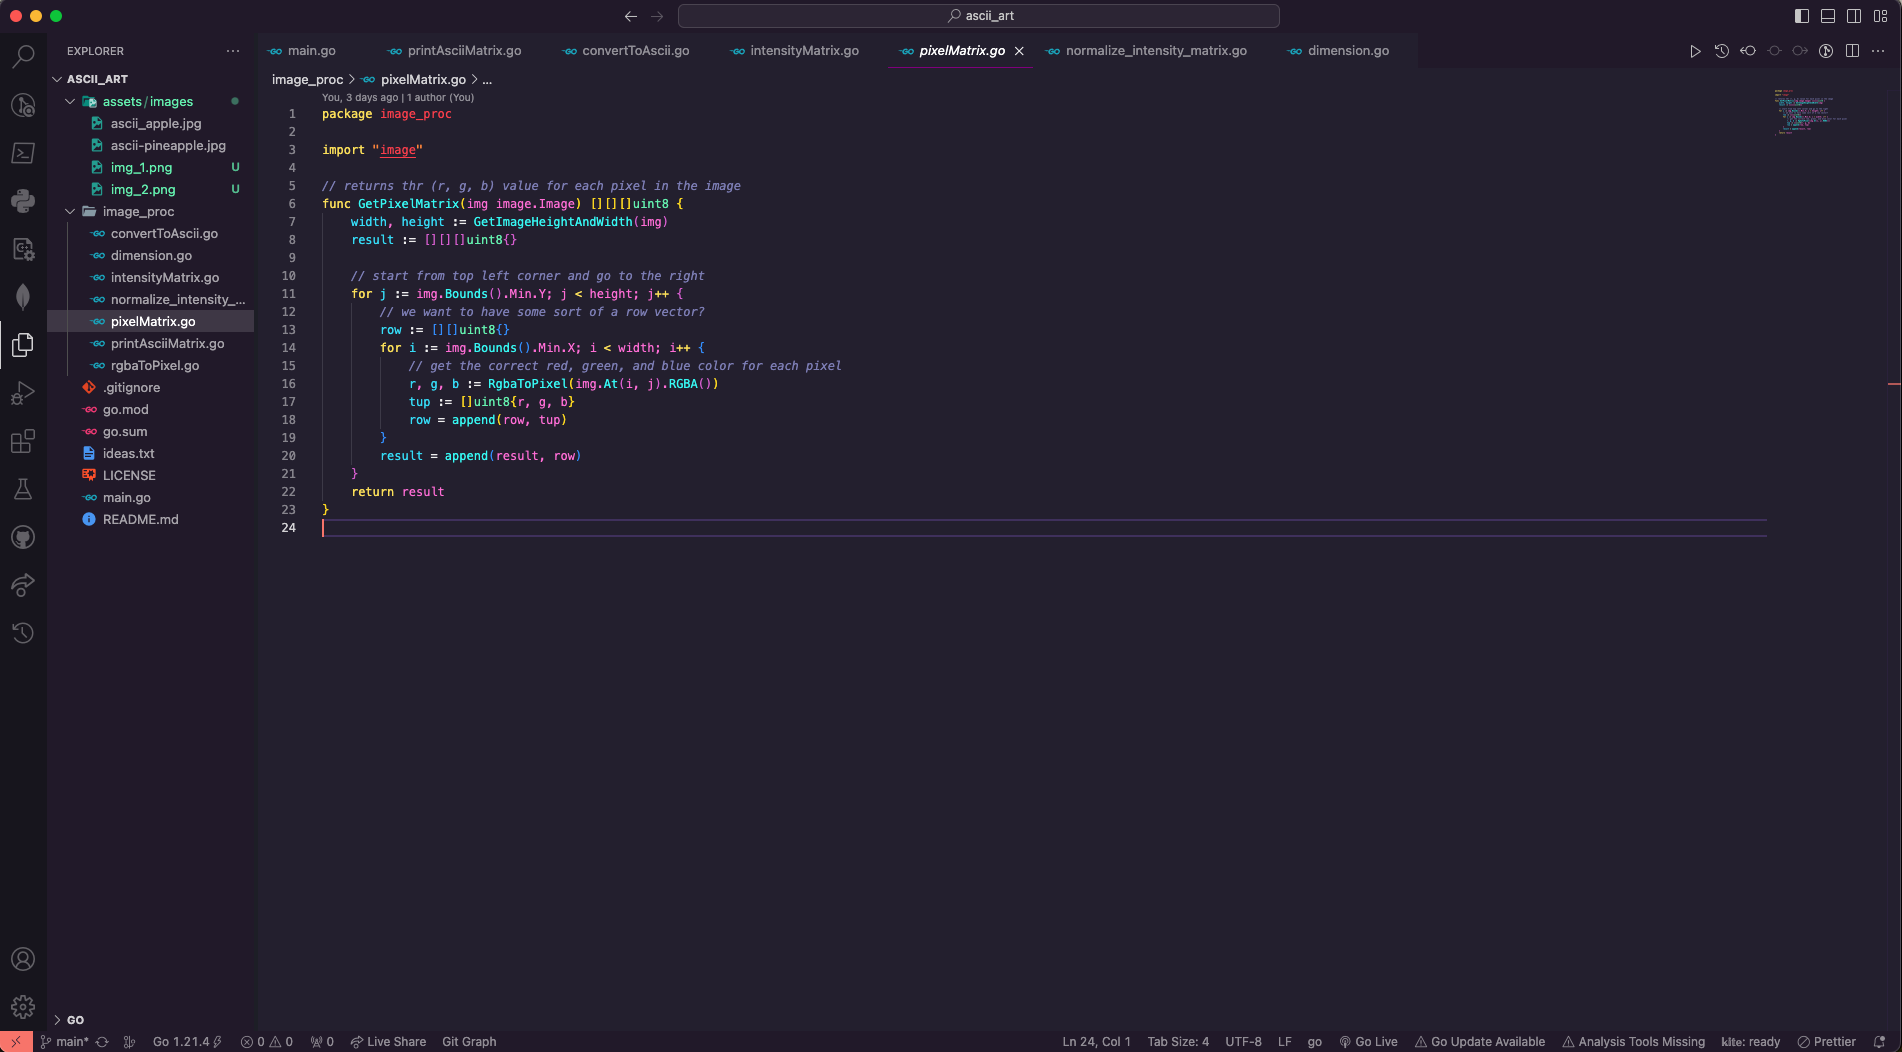 ascii_art
EXPLORER
ASCII_ART
assets/images
ascii_apple.jpg
ascii-pineapple.jpg
img_1.png U
img_2.png U
image_proc
convertToAscii.go
dimension.go
intensityMatrix.go
normalize_intensity_...
pixelMatrix.go
printAsciiMatrix.go
rgbaToPixel.go
.gitignore
go.mod
go.sum
ideas.txt
LICENSE
main.go
README.md
GO
main.go printAsciiMatrix.go convertToAscii.go intensityMatrix.go pixelMatrix.go normalize_intensity_matrix.go dimension.go
image_proc > pixelMatrix.go > ...
You, 3 days ago | 1 author (You)
1 package image_proc
2
3 import "image"
4
5 // returns thr (r, g, b) value for each pixel in the image
6 func GetPixelMatrix(img image.Image) [][][]uint8 {
7 width, height := GetImageHeightAndWidth(img)
8 result := [][][]uint8{}
9
10 // start from top left corner and go to the right
11 for j := img.Bounds().Min.Y; j < height; j++ {
12 // we want to have some sort of a row vector?
13 row := [][]uint8{}
14 for i := img.Bounds().Min.X; i < width; i++ {
15 // get the correct red, green, and blue color for each pixel
16 r, g, b := RgbaToPixel(img.At(i, j).RGBA())
17 tup := []uint8{r, g, b}
18 row = append(row, tup)
19 }
20 result = append(result, row)
21 }
22 return result
23 }
24
main* Go 1.21.4 0 0 0 Live Share Git Graph Ln 24, Col 1 Tab Size: 4 UTF-8 LF go Go Live Go Update Available Analysis Tools Missing kite: ready Prettier